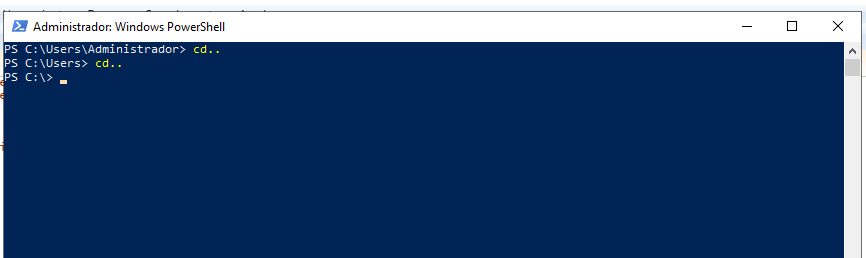 Administrador: Windows PowerShell
PS C:\Users\Administrador> cd..
PS C:\Users> cd..
PS C:\>